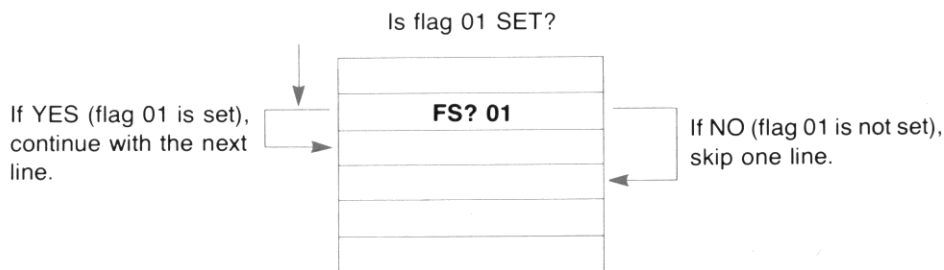 Is flag 01 SET?
If YES (flag 01 is set),
continue with the next
line.
FS? 01
If NO (flag 01 is not set),
skip one line.